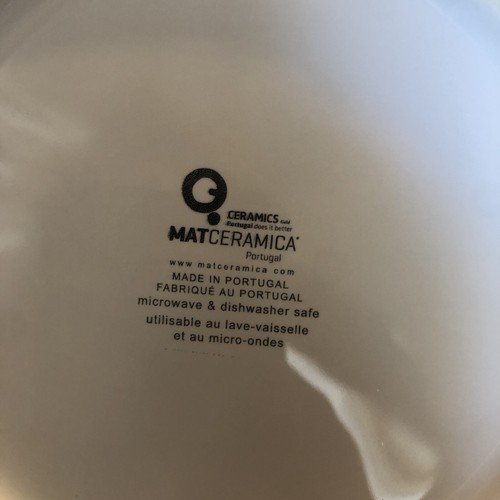 CERAMICS
Portugal does it better
MATCERAMICA
Portugal
www matceramica com
MADE IN PORTUGAL
FABRIQUÉ AU PORTUGAL
microwave & dishwasher safe
utilisable au lave-vaisselle
et au micro-ondes